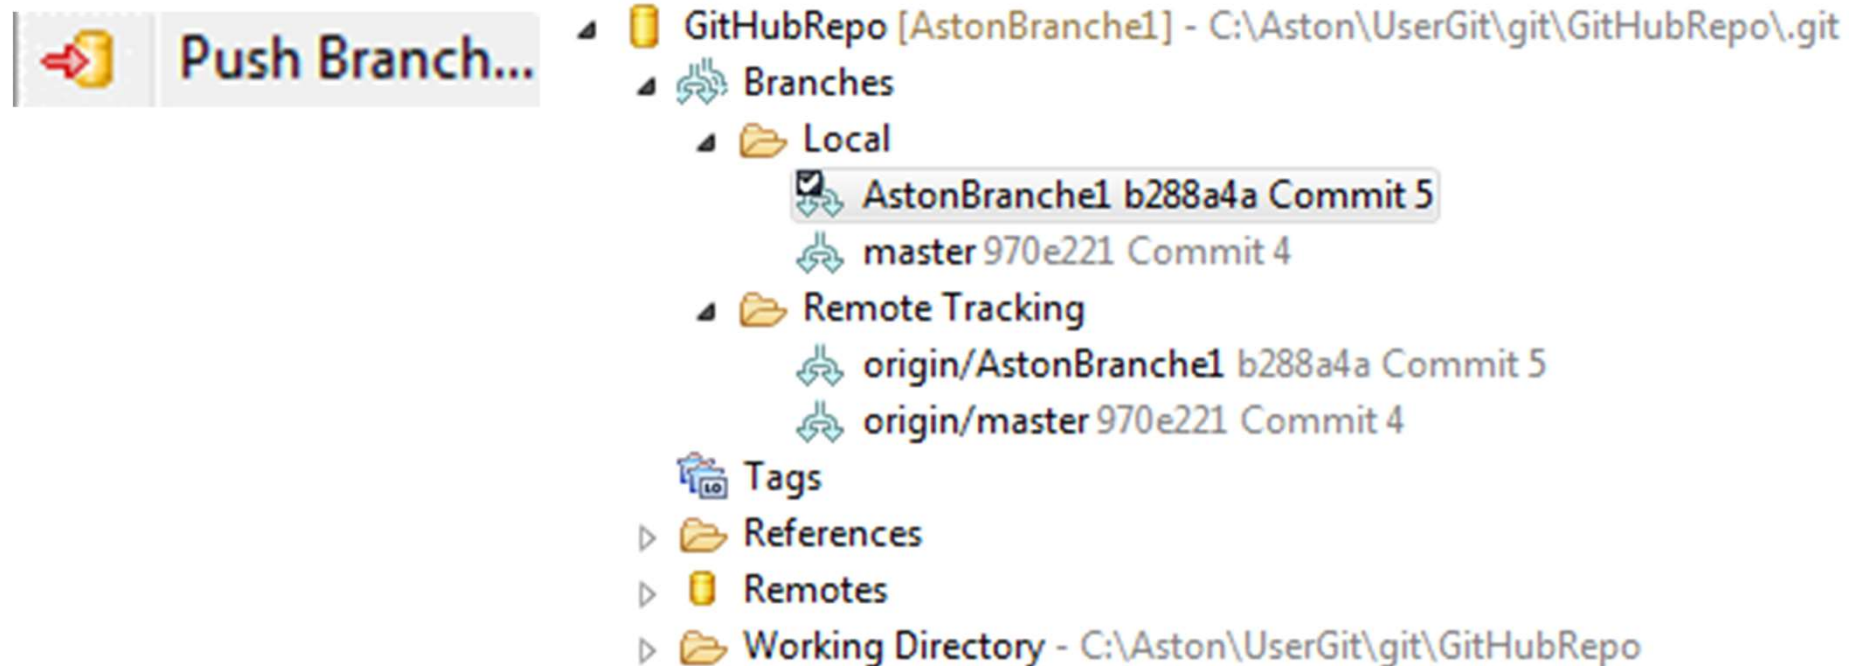 Push Branch...
GitHubRepo [AstonBranche1] - C:\Aston\UserGit\git\GitHubRepo\.git
Branches
Local
AstonBranche1 b288a4a Commit 5
master 970e221 Commit 4
Remote Tracking
origin/AstonBranche1 b288a4a Commit 5
origin/master 970e221 Commit 4
Tags
References
Remotes
Working Directory - C:\Aston\UserGit\git\GitHubRepo